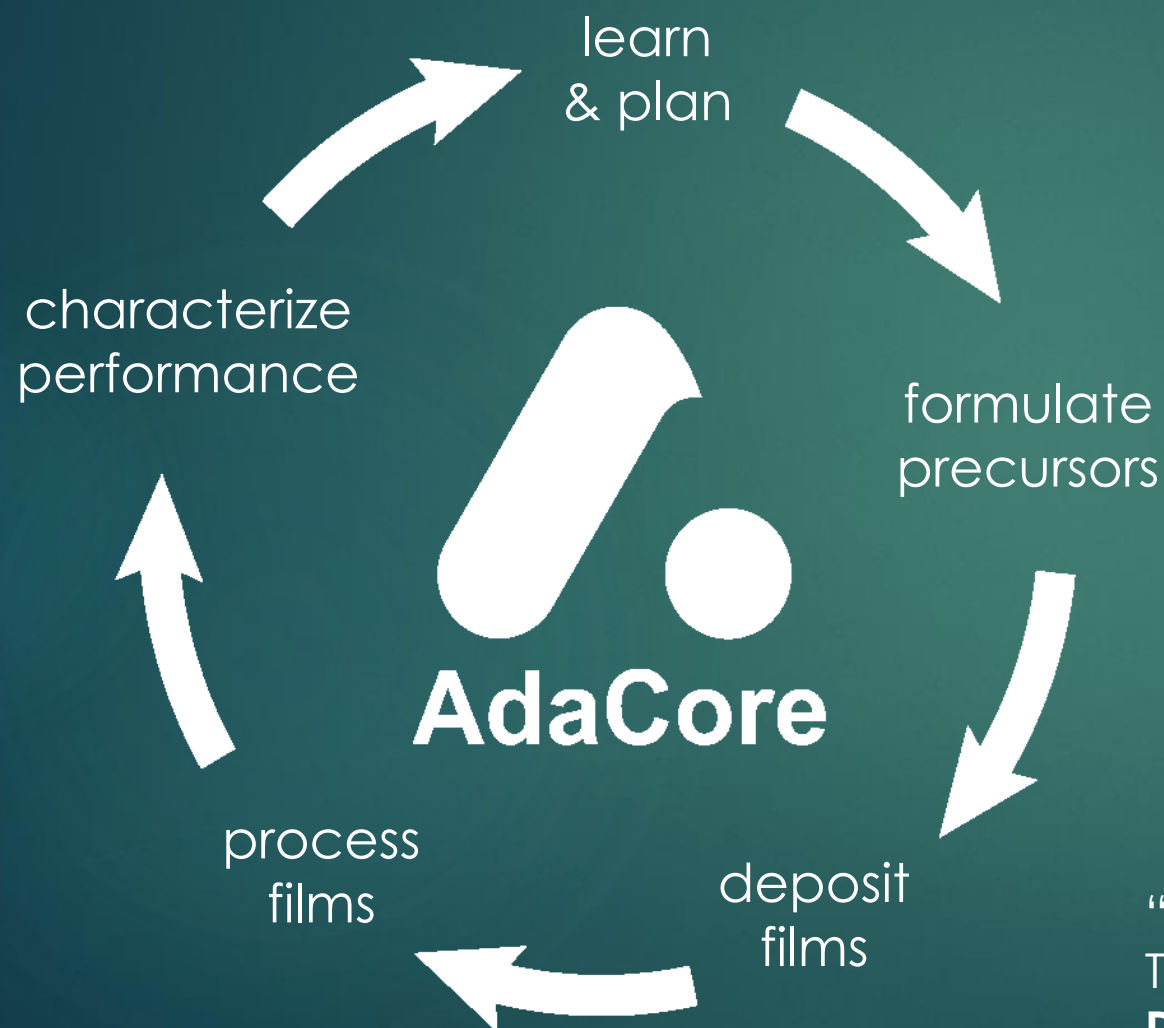 learn
& plan
characterize
performance
formulate
precursors
AdaCore
process
films
deposit
films
“
T